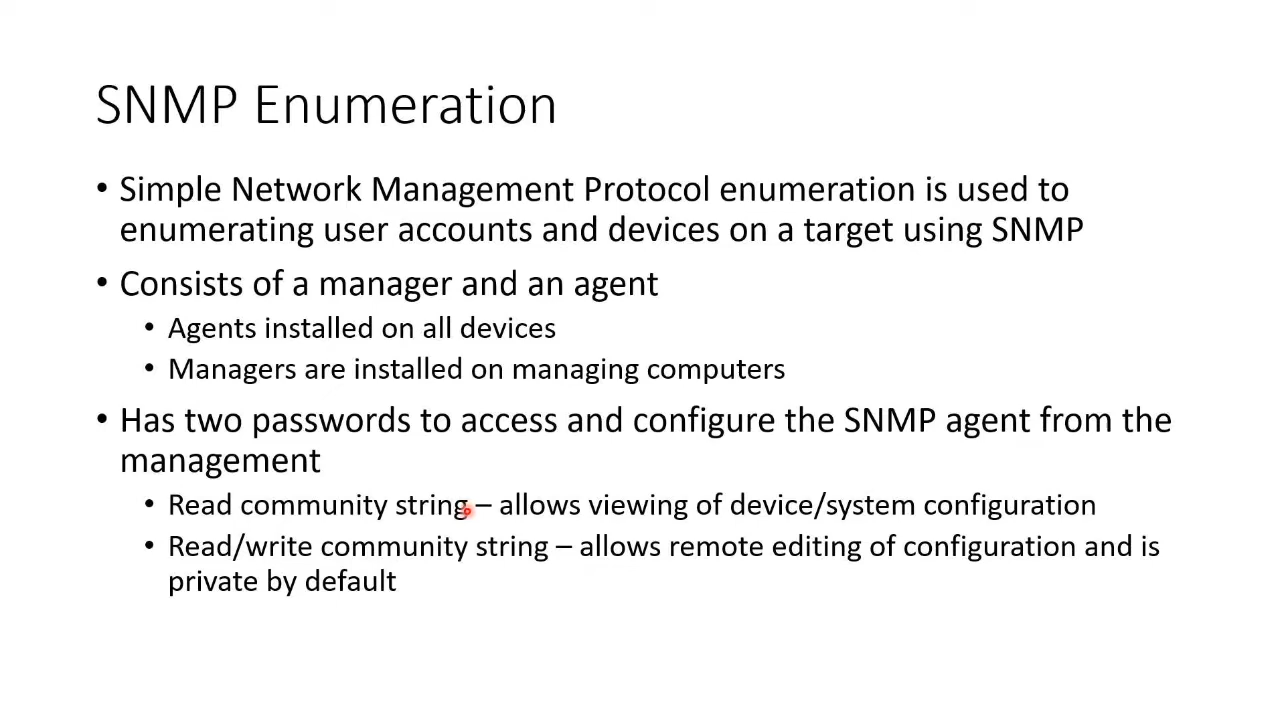 SNMP Enumeration
• Simple Network Management Protocol enumeration is used to
enumerating user accounts and devices on a target using SNMP
• Consists of a manager and an agent
• Agents installed on all devices
• Managers are installed on managing computers
• Has two passwords to access and configure the SNMP agent from the
management
• Read community string – allows viewing of device/system configuration
• Read/write community string – allows remote editing of configuration and is
private by default